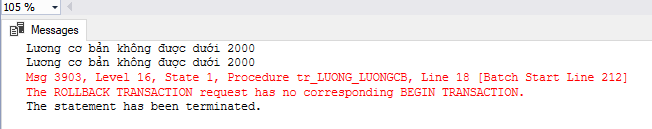 105 %
Messages
Lương cơ bản không được dưới 2000
Lương cơ bản không được dưới 2000
Msg 3903, Level 16, State 1, Procedure tr_LUONG_LUONGCB, Line 18 [Batch Start Line 212]
The ROLLBACK TRANSACTION request has no corresponding BEGIN TRANSACTION.
The statement has been terminated.